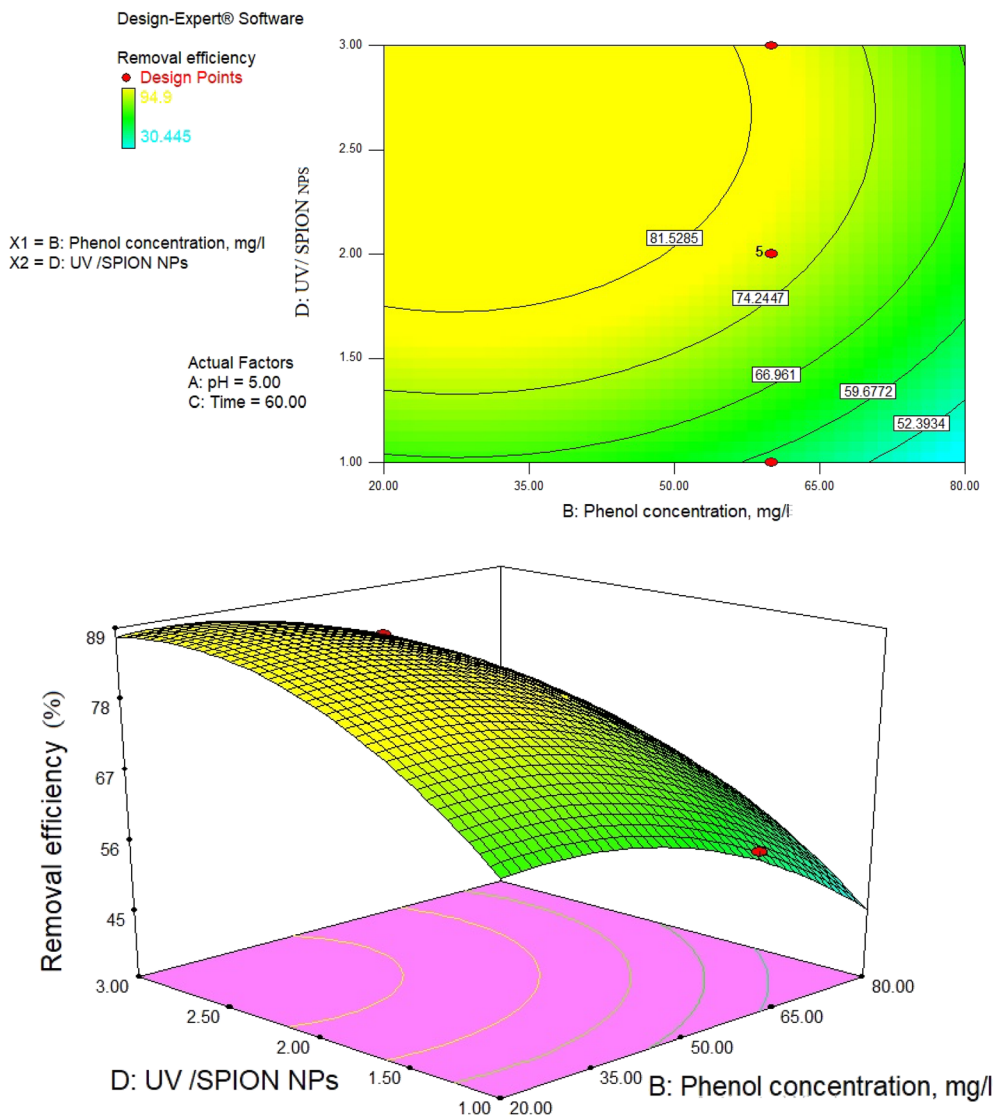 Design-Expert® Software
Removal efficiency
Design Points
94.9
30.445
X1 = B: Phenol concentration, mg/l
X2 = D: UV /SPION NPs
Actual Factors
A: pH = 5.00
C: Time = 60.00
D: UV/ SPION NPS
3.00
2.50
2.00
1.50
1.00
20.00
35.00
50.00
65.00
80.00
B: Phenol concentration, mg/l
81.5285
5
74.2447
66.961
59.6772
52.3934
Removal efficiency (%)
89
78
67
56
45
3.00
2.50
2.00
1.50
1.00
D: UV /SPION NPs
20.00
35.00
50.00
65.00
80.00
B: Phenol concentration, mg/l